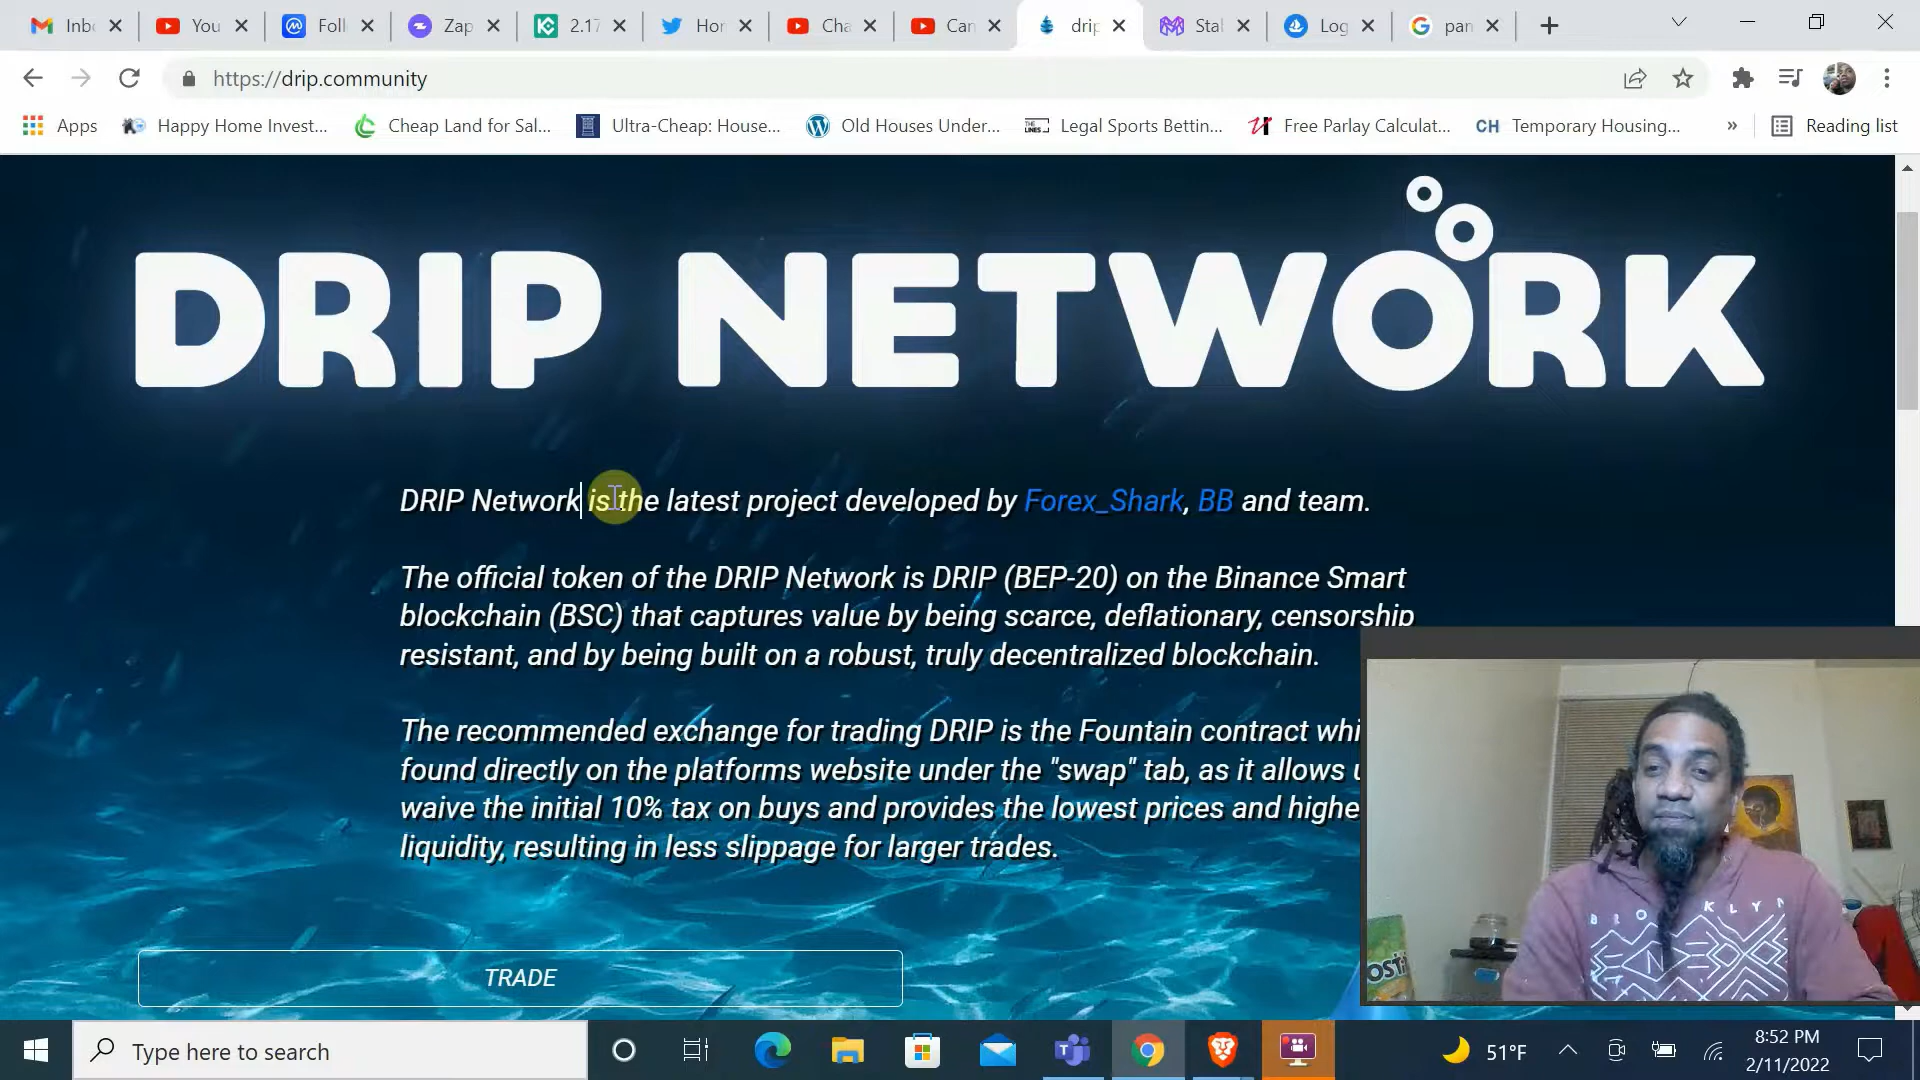 Inb
You
Foll
Zap
2.17
Hor
Cha
Can
drip
Stal
Log
pan
https://drip.community
Apps
Happy Home Invest...
Cheap Land for Sal...
Ultra-Cheap: House...
Old Houses Under...
THE LINES
Legal Sports Bettin...
Free Parlay Calculat...
CH
Temporary Housing...
»
Reading list
DRIP NETWORK
DRIP Network is the latest project developed by Forex_Shark, BB and team.
The official token of the DRIP Network is DRIP (BEP-20) on the Binance Smart
blockchain (BSC) that captures value by being scarce, deflationary, censorship
resistant, and by being built on a robust, truly decentralized blockchain.
The recommended exchange for trading DRIP is the Fountain contract whi
found directly on the platforms website under the "swap" tab, as it allows u
waive the initial 10% tax on buys and provides the lowest prices and highe
liquidity, resulting in less slippage for larger trades.
BROOKLYN
TRADE
Type here to search
51°F
8:52 PM
2/11/2022